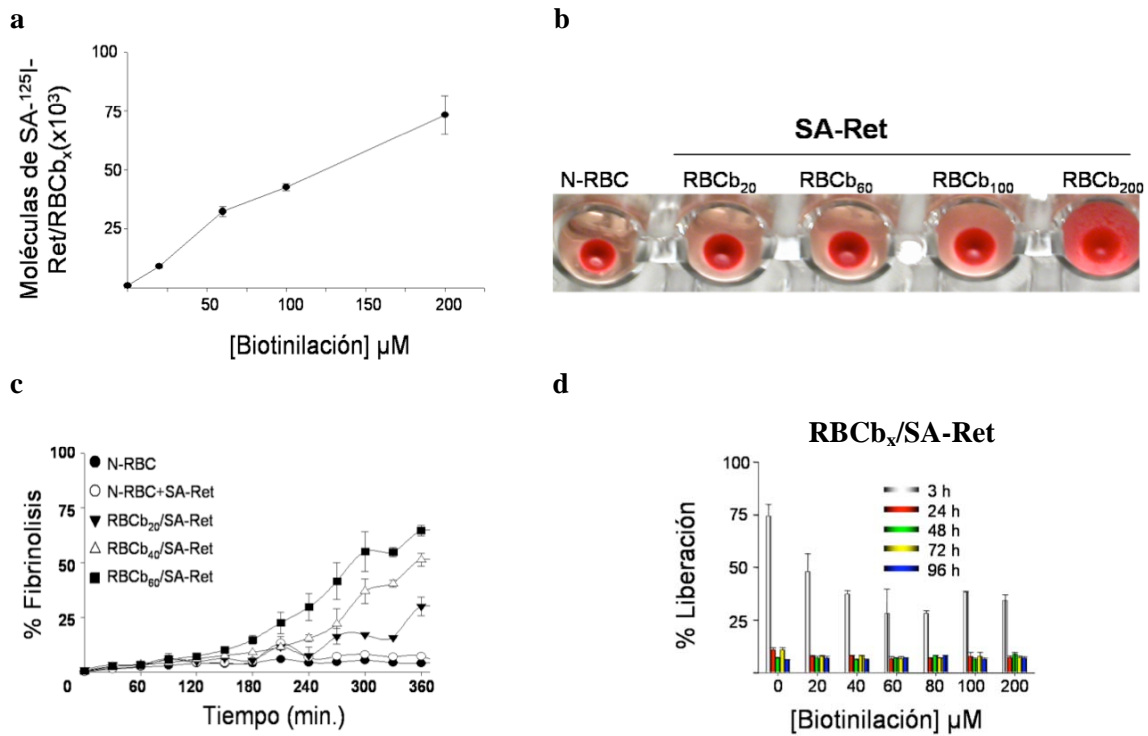 a
100
75
50
25
50
100
150
200
Moléculas de SA-¹²⁵I-
Ret/RBCbₓ(x10³)
[Biotinilación] µM
b
SA-Ret
N-RBC RBCb₂₀ RBCb₆₀ RBCb₁₀₀ RBCb₂₀₀
c
100
75
50
25
0 60 120 180 240 300 360
% Fibrinolisis
N-RBC
N-RBC+SA-Ret
RBCb₂₀/SA-Ret
RBCb₄₀/SA-Ret
RBCb₆₀/SA-Ret
Tiempo (min.)
d
RBCbₓ/SA-Ret
100
75
50
25
% Liberación
3 h
24 h
48 h
72 h
96 h
0 20 40 60 80 100 200
[Biotinilación] µM